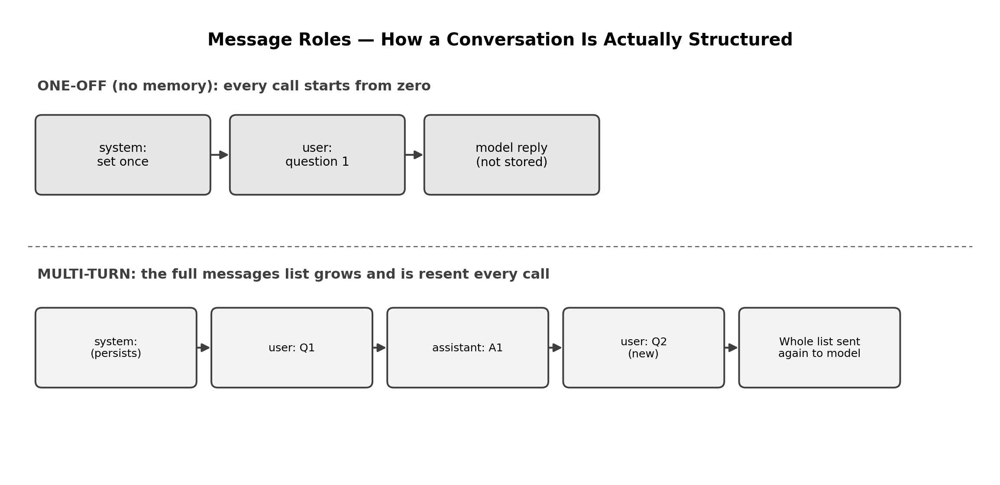 Message Roles — How a Conversation Is Actually Structured
ONE-OFF (no memory): every call starts from zero
system:
set once
user:
question 1
model reply
(not stored)
MULTI-TURN: the full messages list grows and is resent every call
system:
(persists)
user: Q1
assistant: A1
user: Q2
(new)
Whole list sent
again to model